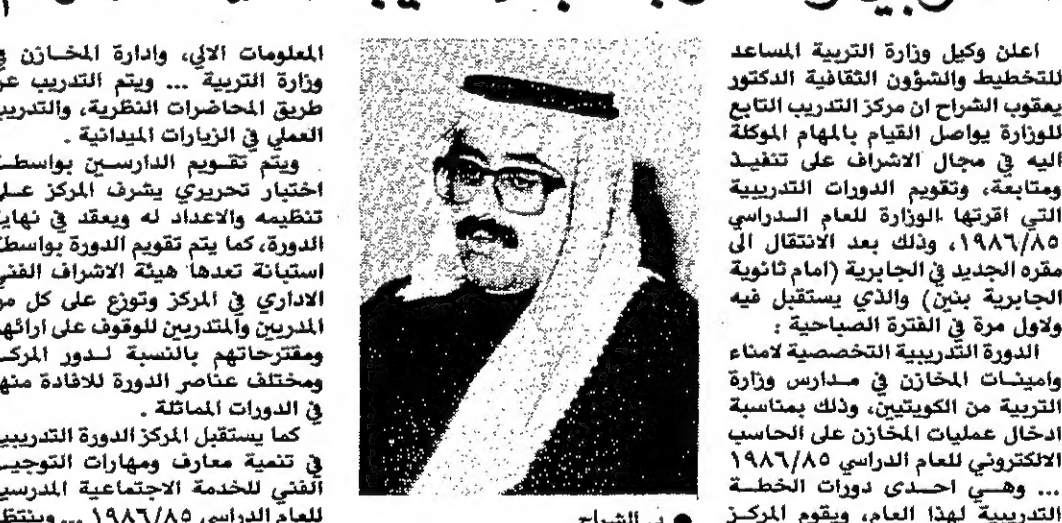 اعلن وكيل وزارة التربية المساعد
للتخطيط والشؤون الثقافية الدكتور
يعقوب الشراح ان مركز التدريب التابع
للوزارة يواصل القيام بالمهام الموكلة
اليه في مجال الاشراف على تنفيذ
ومتابعة، وتقويم الدورات التدريبية
التي اقرتها الوزارة للعام الدراسي
١٩٨٦/٨٥، وذلك بعد الانتقال الى
مقره الجديد في الجابرية (امام ثانوية
الجابرية بنين) والذي يستقبل فيه
ولاول مرة في الفترة الصباحية :
الدورة التدريبية التخصصية لامناء
وامينات المخازن في مدارس وزارة
التربية من الكويتيين، وذلك بمناسبة
ادخال عمليات المخازن على الحاسب
الالكتروني للعام الدراسي ١٩٨٦/٨٥
... وهي احدى دورات الخطة
التدريبية لهذا العام، ويقوم المركز
● د. الشراح
المعلومات الالي، وادارة المخازن في
وزارة التربية ... ويتم التدريب عن
طريق المحاضرات النظرية، والتدريب
العملي في الزيارات الميدانية .
ويتم تقويم الدارسين بواسطة
اختبار تحريري يشرف المركز على
تنظيمه والاعداد له ويعقد في نهاية
الدورة، كما يتم تقويم الدورة بواسطة
استبانة تعدها هيئة الاشراف الفني
الاداري في المركز وتوزع على كل من
المدربين والمتدربين للوقوف على ارائهم
ومقترحاتهم بالنسبة لدور المركز
ومختلف عناصر الدورة للافادة منها
في الدورات المماثلة .
كما يستقبل المركز الدورة التدريبية
في تنمية معارف ومهارات التوجيه
الفني للخدمة الاجتماعية المدرسية
للعام الدراسي ١٩٨٦/٨٥ ... وينتظر